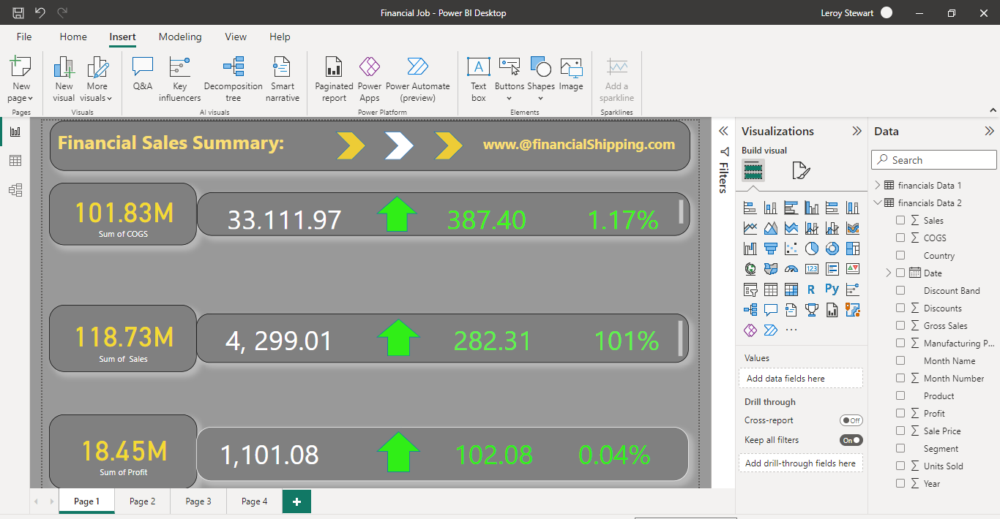 Financial Job - Power BI Desktop
Leroy Stewart
File Home Insert Modeling View Help
New page
New visual
More visuals
Q&A
Key influencers
Decomposition tree
Smart narrative
Paginated report
Power Apps
Power Automate (preview)
Text box
Buttons
Shapes
Image
Add a sparkline
Pages
Visuals
AI visuals
Power Platform
Elements
Sparklines
Financial Sales Summary:
www.@financialShipping.com
101.83M
Sum of COGS
33,111.97
387.40
1.17%
118.73M
Sum of Sales
4, 299.01
282.31
101%
18.45M
Sum of Profit
1,101.08
102.08
0.04%
Page 1
Page 2
Page 3
Page 4
Filters
Visualizations
Build visual
123
R
Py
Values
Add data fields here
Drill through
Cross-report
Off
Keep all filters
On
Add drill-through fields here
Data
Search
financials Data 1
financials Data 2
Sales
COGS
Country
Date
Discount Band
Discounts
Gross Sales
Manufacturing P...
Month Name
Month Number
Product
Profit
Sale Price
Segment
Units Sold
Year